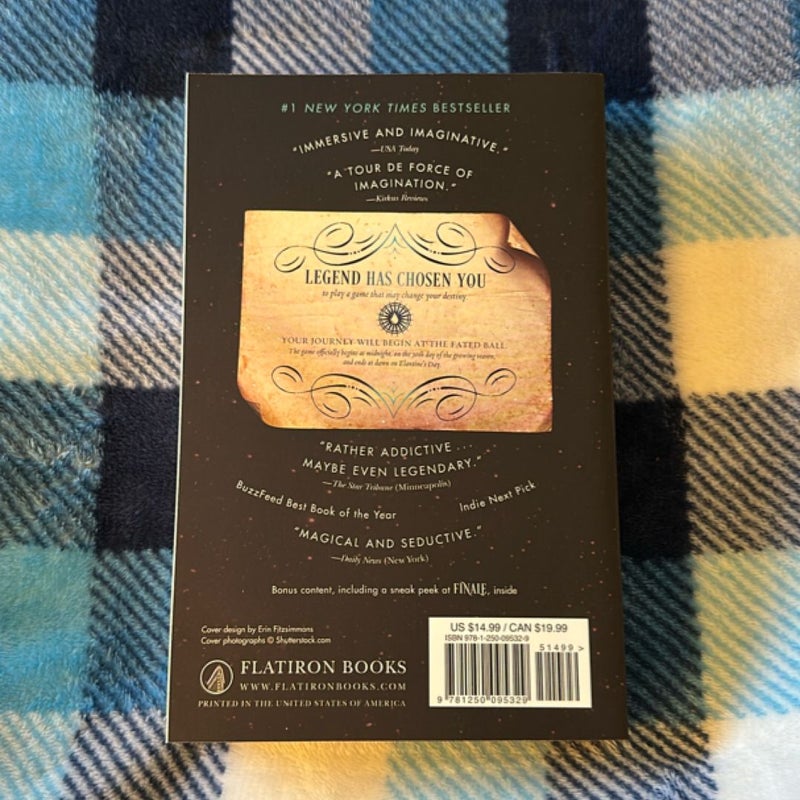 #1 NEW YORK TIMES BESTSELLER
"IMMERSIVE AND IMAGINATIVE."
—USA Today
"A TOUR DE FORCE OF
IMAGINATION."
—Kirkus Reviews
LEGEND HAS CHOSEN YOU
to play a game that may change your destiny.
YOUR JOURNEY WILL BEGIN AT THE FATED BALL.
The game officially begins at midnight, on the 30th day of the growing season,
and ends at dawn on Elantine's Day.
"RATHER ADDICTIVE . . .
MAYBE EVEN LEGENDARY."
—The Star Tribune (Minneapolis)
BuzzFeed Best Book of the Year
Indie Next Pick
"MAGICAL AND SEDUCTIVE."
—Daily News (New York)
Bonus content, including a sneak peek at FINALE, inside
Cover design by Erin Fitzsimmons
Cover photographs © Shutterstock.com
FLATIRON BOOKS
WWW.FLATIRONBOOKS.COM
PRINTED IN THE UNITED STATES OF AMERICA
US $14.99 / CAN $19.99
ISBN 978-1-250-09532-9
51499 >
9 781250 095329